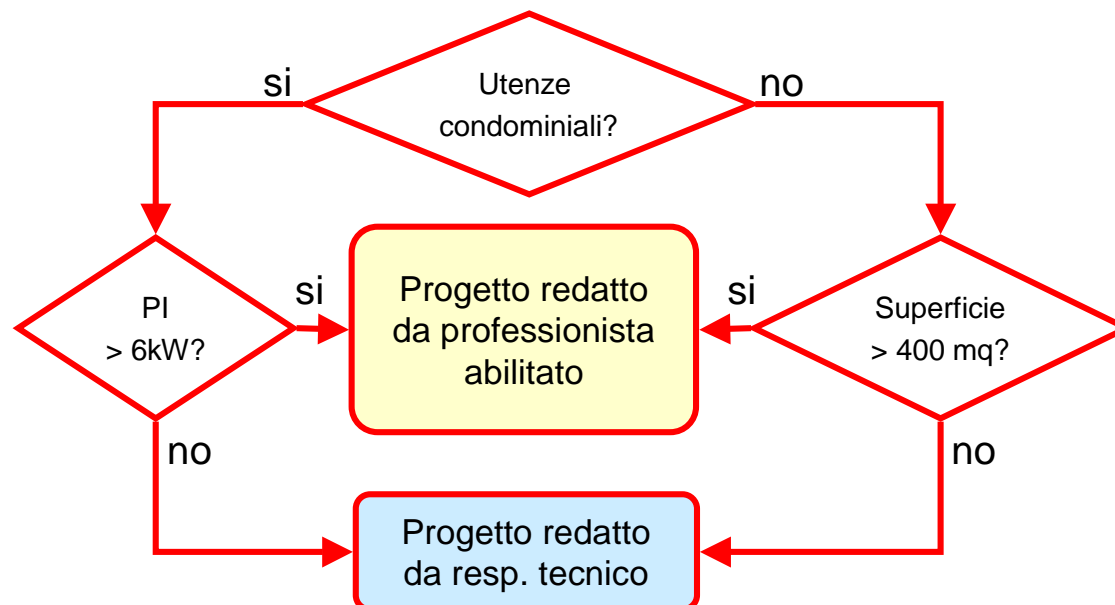 si
Utenze
condominiali?
no
PI
> 6kW?
si
Progetto redatto
da professionista
abilitato
si
Superficie
> 400 mq?
no
no
Progetto redatto
da resp. tecnico